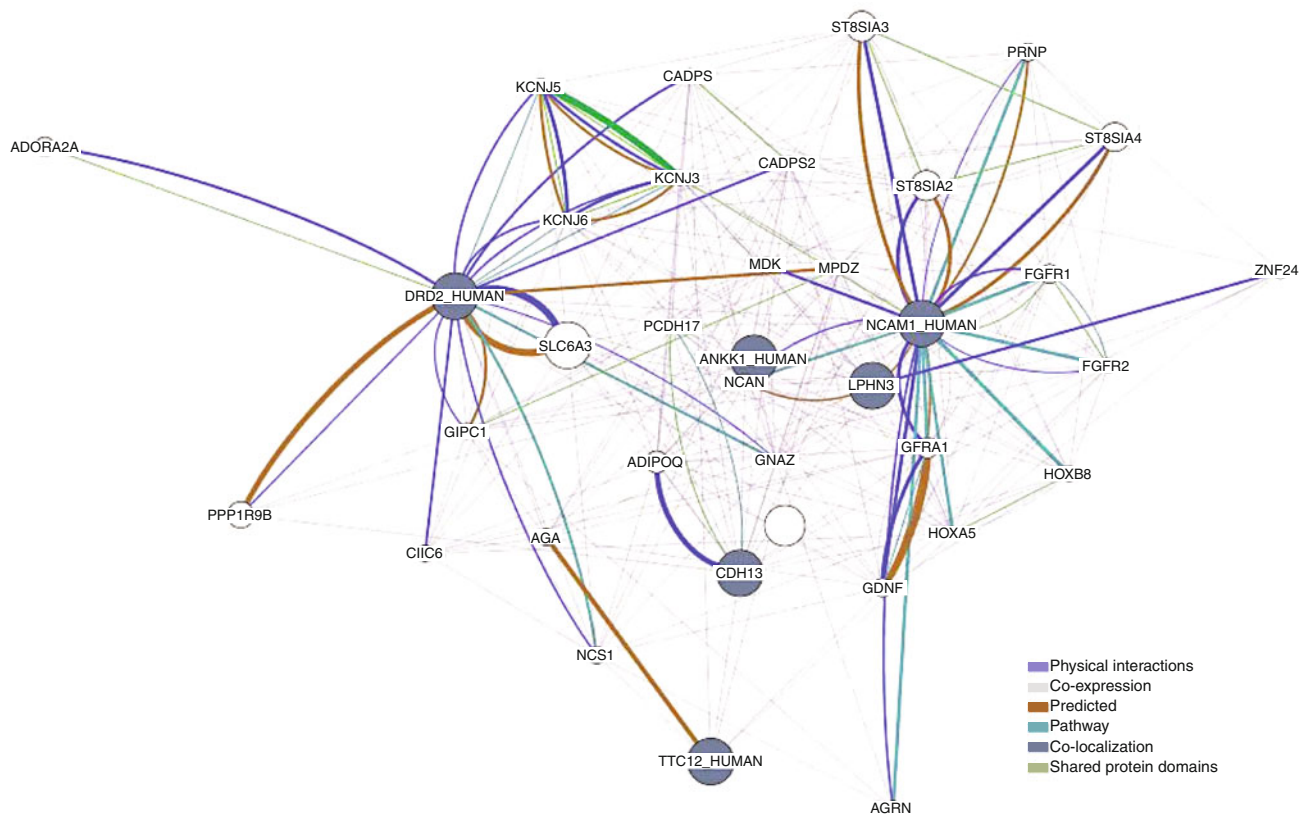 ST8SIA3
PRNP
KCNJ5
CADPS
ST8SIA4
ADORA2A
CADPS2
KCNJ3
ST8SIA2
KCNJ6
MDK
MPDZ
FGFR1
ZNF24
DRD2_HUMAN
PCDH17
NCAM1_HUMAN
SLC6A3
ANKK1_HUMAN
FGFR2
NCAN
LPHN3
GIPC1
GFRA1
ADIPOQ
GNAZ
HOXB8
PPP1R9B
HOXA5
AGA
CIIC6
CDH13
GDNF
NCS1
Physical interactions
Co-expression
Predicted
Pathway
Co-localization
Shared protein domains
TTC12_HUMAN
AGRN